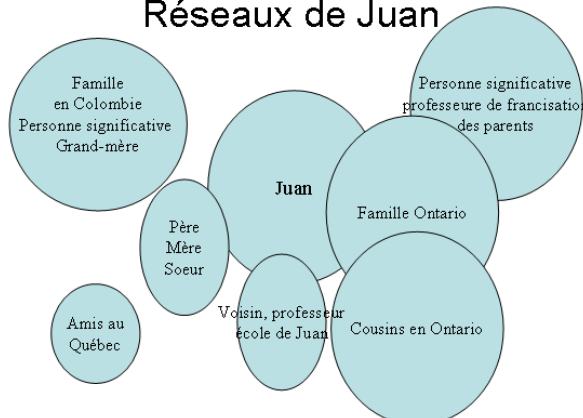 Réseaux de Juan
Famille
en Colombie
Personne significative
Grand-mère
Personne significative
professeure de francisation
des parents
Juan
Famille Ontario
Père
Mère
Soeur
Voisin, professeur
école de Juan
Cousins en Ontario
Amis au
Québec